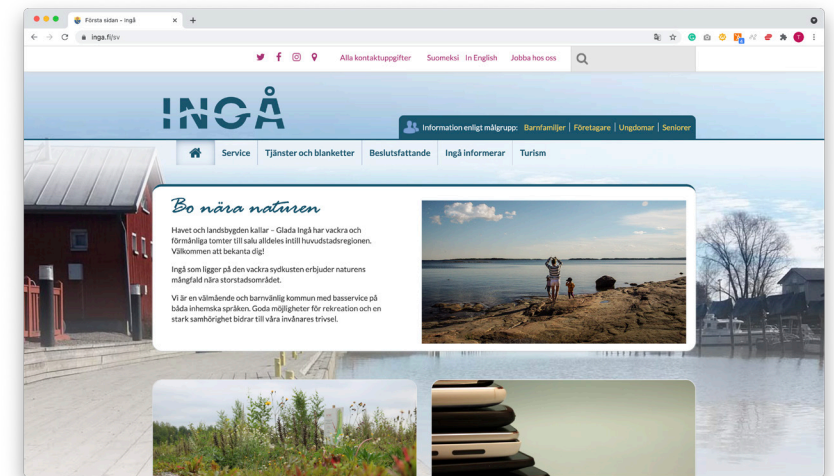 Första sidan - Ingå
inga.fi/sv
Alla kontaktuppgifter Suomeksi In English Jobba hos oss
INGÅ
Information enligt målgrupp: Barnfamiljer | Företagare | Ungdomar | Seniorer
Service Tjänster och blanketter Beslutsfattande Ingå informerar Turism
Bo nära naturen
Havet och landsbygden kallar – Glada Ingå har vackra och
förmånliga tomter till salu alldeles intill huvudstadsregionen.
Välkommen att bekanta dig!
Ingå som ligger på den vackra sydkusten erbjuder naturens
mångfald nära storstadsområdet.
Vi är en välmående och barnvänlig kommun med basservice på
båda inhemska språken. Goda möjligheter för rekreation och en
stark samhörighet bidrar till våra invånares trivsel.